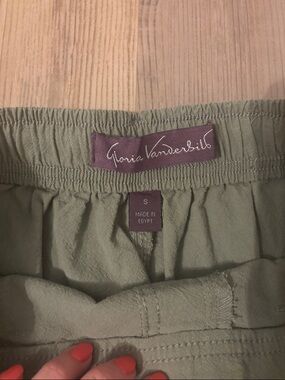 Gloria Vanderbilt
S
MADE IN
EGYPT